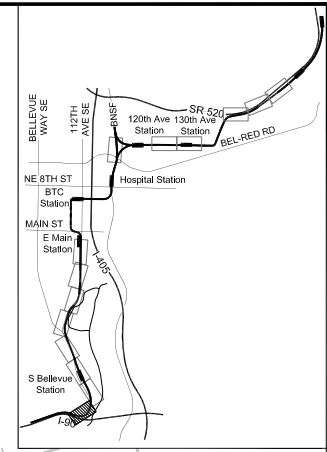 BELLEVUE
WAY SE
112TH
AVE SE
BNSF
120th Ave
Station
130th Ave
Station
SR 520
BEL-RED RD
NE 8TH ST
Hospital Station
BTC
Station
MAIN ST
E Main
Station
I-405
S Bellevue
Station
I-90